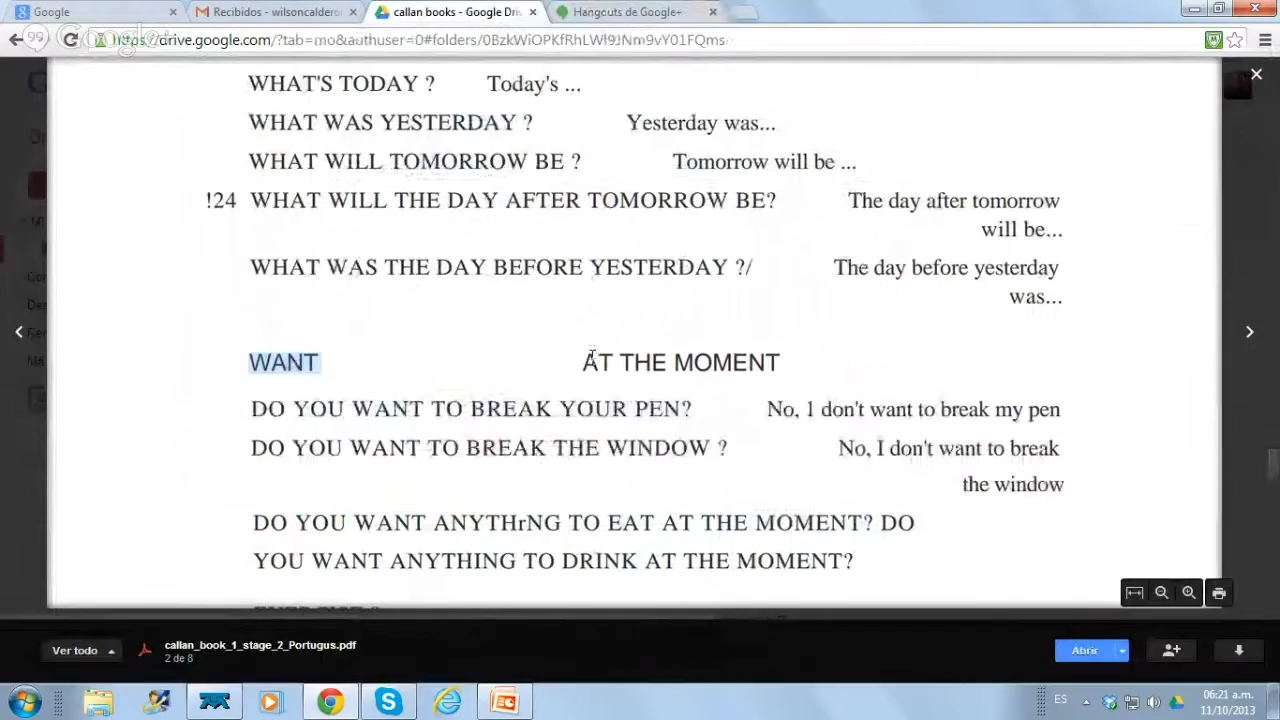 Google
Recibidos - wilsoncaldero
callan books - Google Driv
Hangouts de Google+
99 Google+
https://drive.google.com/?tab=mo&authuser=0#folders/0BzkWiOPKfRhLWl9JNm9vY01FQms
WHAT'S TODAY ? Today's ...
WHAT WAS YESTERDAY ? Yesterday was...
WHAT WILL TOMORROW BE ? Tomorrow will be ...
!24 WHAT WILL THE DAY AFTER TOMORROW BE? The day after tomorrow
will be...
WHAT WAS THE DAY BEFORE YESTERDAY ?/ The day before yesterday
was...
WANT AT THE MOMENT
DO YOU WANT TO BREAK YOUR PEN? No, 1 don't want to break my pen
DO YOU WANT TO BREAK THE WINDOW ? No, I don't want to break
the window
DO YOU WANT ANYTHrNG TO EAT AT THE MOMENT? DO
YOU WANT ANYTHING TO DRINK AT THE MOMENT?
Ver todo
callan_book_1_stage_2_Portugus.pdf
2 de 8
Abrir
ES
06:21 a.m.
11/10/2013